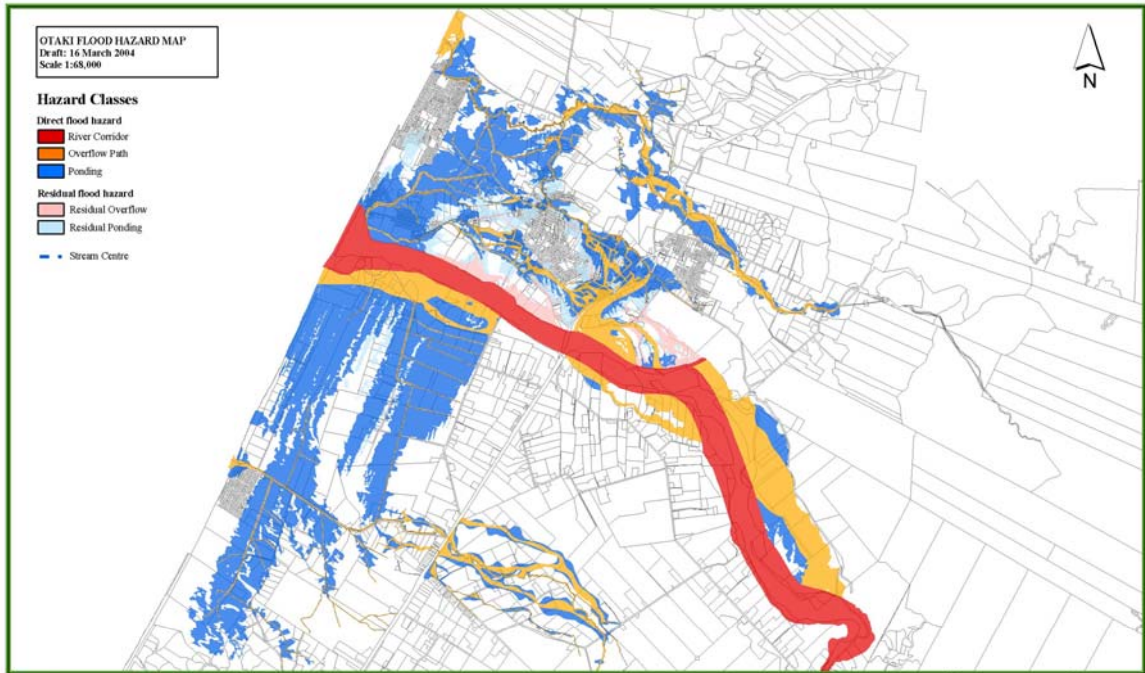 OTAKI FLOOD HAZARD MAP
Draft: 16 March 2004
Scale 1:68,000
Hazard Classes
Direct flood hazard
River Corridor
Overflow Path
Ponding
Residual flood hazard
Residual Overflow
Residual Ponding
Stream Centre
N